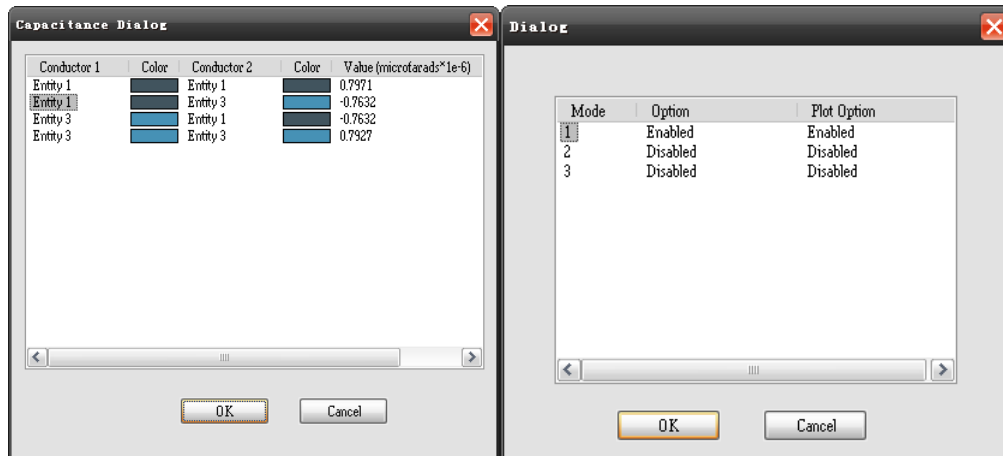 Capacitance Dialog
Conductor 1 Color Conductor 2 Color Value (microfarads*1e-6)
Entity 1 Entity 1 0.7971
Entity 1 Entity 3 -0.7632
Entity 3 Entity 1 -0.7632
Entity 3 Entity 3 0.7927
OK Cancel
Dialog
Mode Option Plot Option
1 Enabled Enabled
2 Disabled Disabled
3 Disabled Disabled
OK Cancel